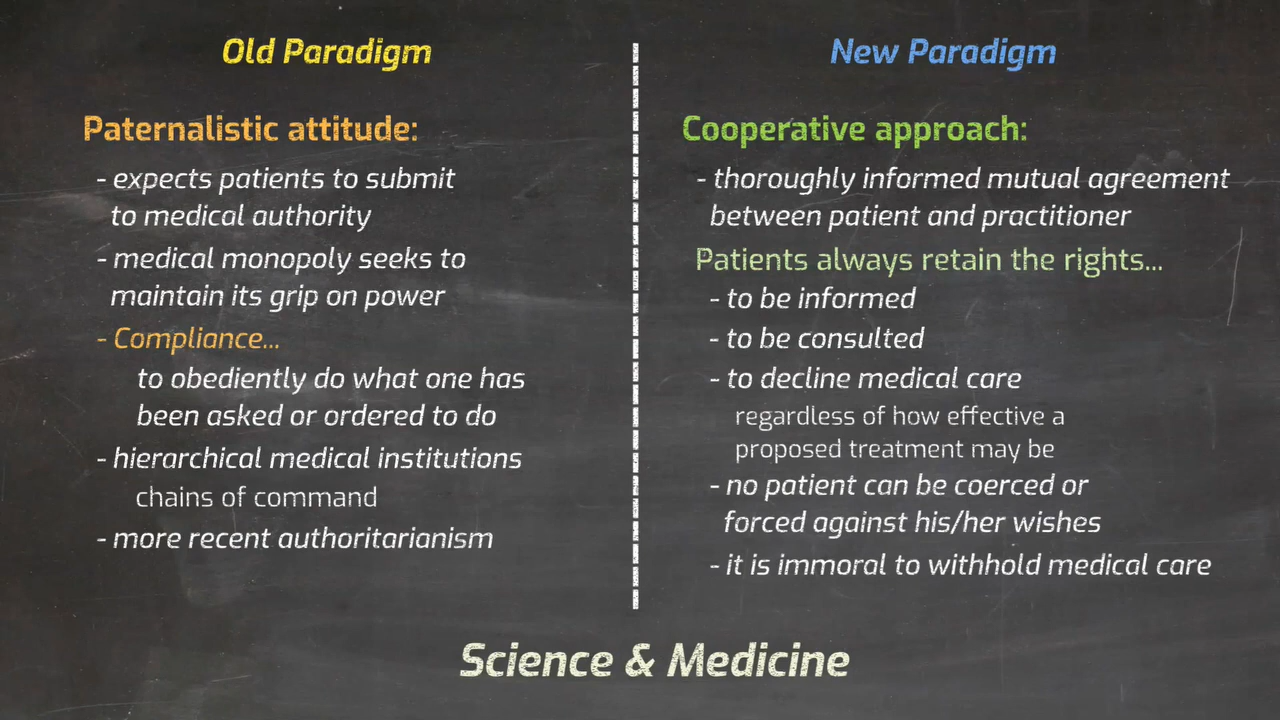 Old Paradigm
Paternalistic attitude:
- expects patients to submit
to medical authority
- medical monopoly seeks to
maintain its grip on power
- Compliance...
to obediently do what one has
been asked or ordered to do
- hierarchical medical institutions
chains of command
- more recent authoritarianism
New Paradigm
Cooperative approach:
- thoroughly informed mutual agreement
between patient and practitioner
Patients always retain the rights...
- to be informed
- to be consulted
- to decline medical care
regardless of how effective a
proposed treatment may be
- no patient can be coerced or
forced against his/her wishes
- it is immoral to withhold medical care
Science & Medicine